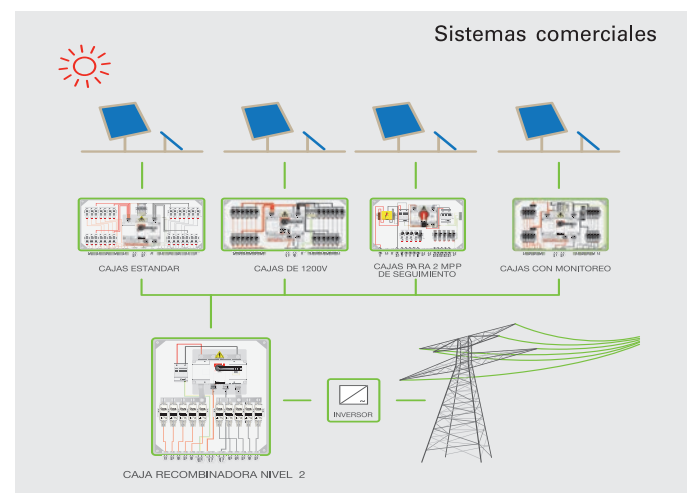 Sistemas comerciales
CAJAS ESTANDAR
CAJAS DE 1200V
CAJAS PARA 2 MPP
DE SEGUIMIENTO
CAJAS CON MONITOREO
INVERSOR
CAJA RECOMBINADORA NIVEL 2